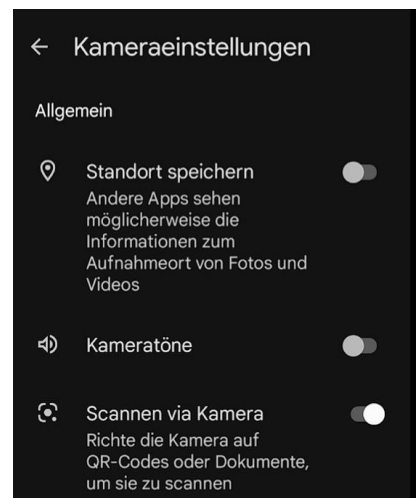 Kameraeinstellungen
Allgemein
Standort speichern
Andere Apps sehen
möglicherweise die
Informationen zum
Aufnahmeort von Fotos und
Videos
Kameratöne
Scannen via Kamera
Richte die Kamera auf
QR-Codes oder Dokumente,
um sie zu scannen